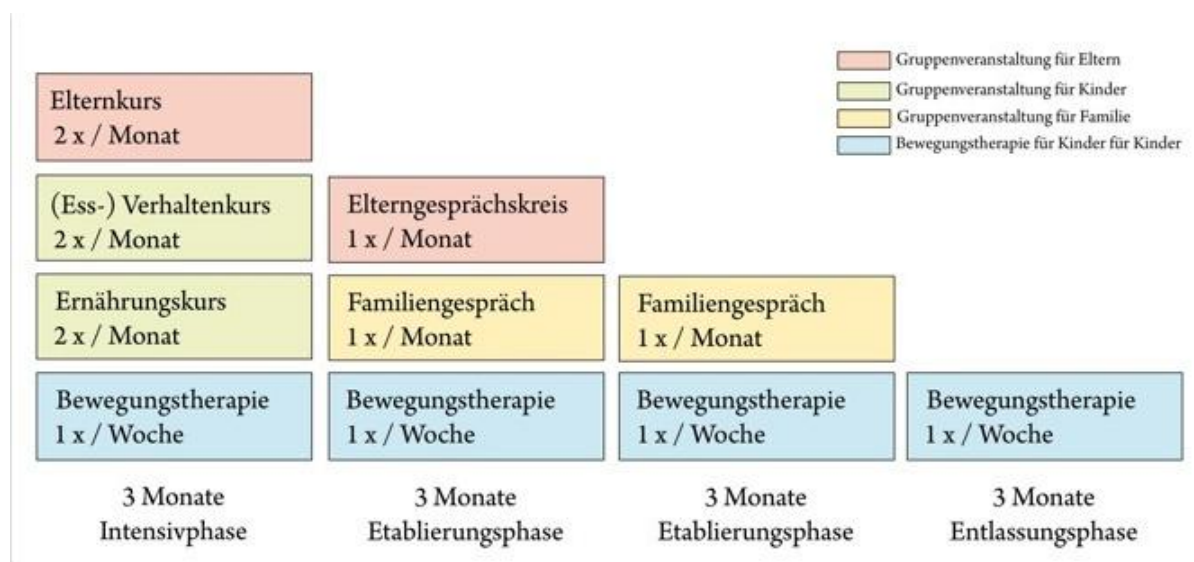 Gruppenveranstaltung für Eltern
Gruppenveranstaltung für Kinder
Gruppenveranstaltung für Familie
Bewegungstherapie für Kinder für Kinder
Elternkurs
2 x / Monat
(Ess-) Verhaltenkurs
2 x / Monat
Elterngesprächskreis
1 x / Monat
Ernährungskurs
2 x / Monat
Familiengespräch
1 x / Monat
Familiengespräch
1 x / Monat
Bewegungstherapie
1 x / Woche
Bewegungstherapie
1 x / Woche
Bewegungstherapie
1 x / Woche
Bewegungstherapie
1 x / Woche
3 Monate
Intensivphase
3 Monate
Etablierungsphase
3 Monate
Etablierungsphase
3 Monate
Entlassungsphase